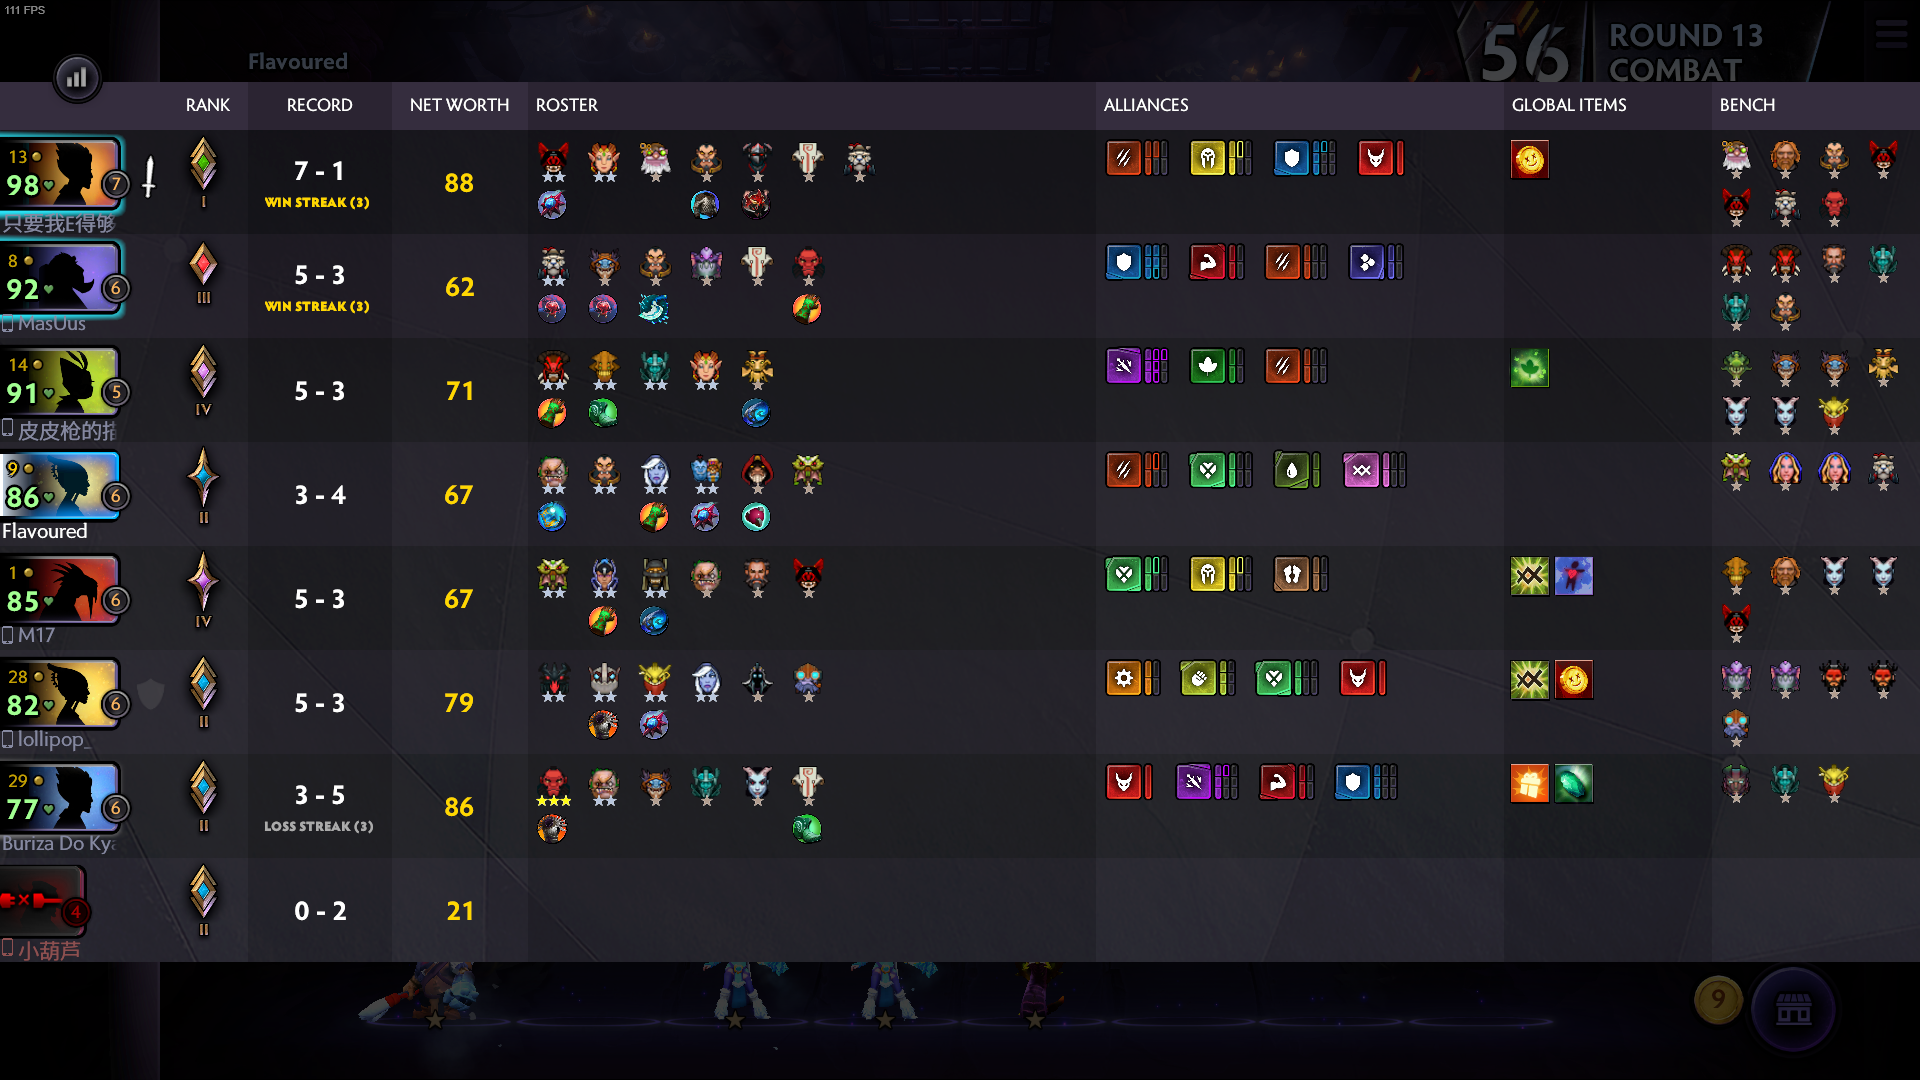 111 FPS
Flavoured
56
ROUND 13
COMBAT
RANK RECORD NET WORTH ROSTER ALLIANCES GLOBAL ITEMS BENCH
13
98 7
I
7 - 1
WIN STREAK (3)
88
只要我E得够
8
92 6
III
5 - 3
WIN STREAK (3)
62
MasUus
14
91 5
IV
5 - 3
71
皮皮枪的描
9
86 6
II
3 - 4
67
Flavoured
1
85 6
IV
5 - 3
67
M17
28
82 6
II
5 - 3
79
lollipop_
29
77 6
II
3 - 5
LOSS STREAK (3)
86
Buriza Do Kya
4
II
0 - 2
21
小葫芦
9